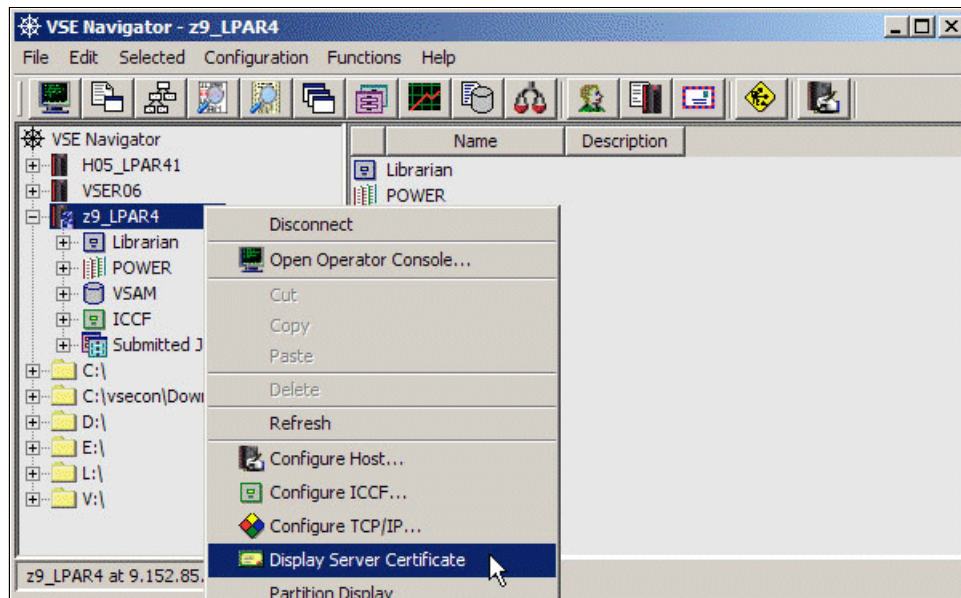 VSE Navigator - z9_LPAR4
File Edit Selected Configuration Functions Help
VSE Navigator
H05_LPAR41
VSER06
z9_LPAR4
Librarian
POWER
VSAM
ICCF
Submitted J
C:\
C:\vsecon\Dow
D:\
E:\
L:\
V:\
Name Description
Librarian
POWER
Disconnect
Open Operator Console...
Cut
Copy
Paste
Delete
Refresh
Configure Host...
Configure ICCF...
Configure TCP/IP...
Display Server Certificate
Partition Display
z9_LPAR4 at 9.152.85.